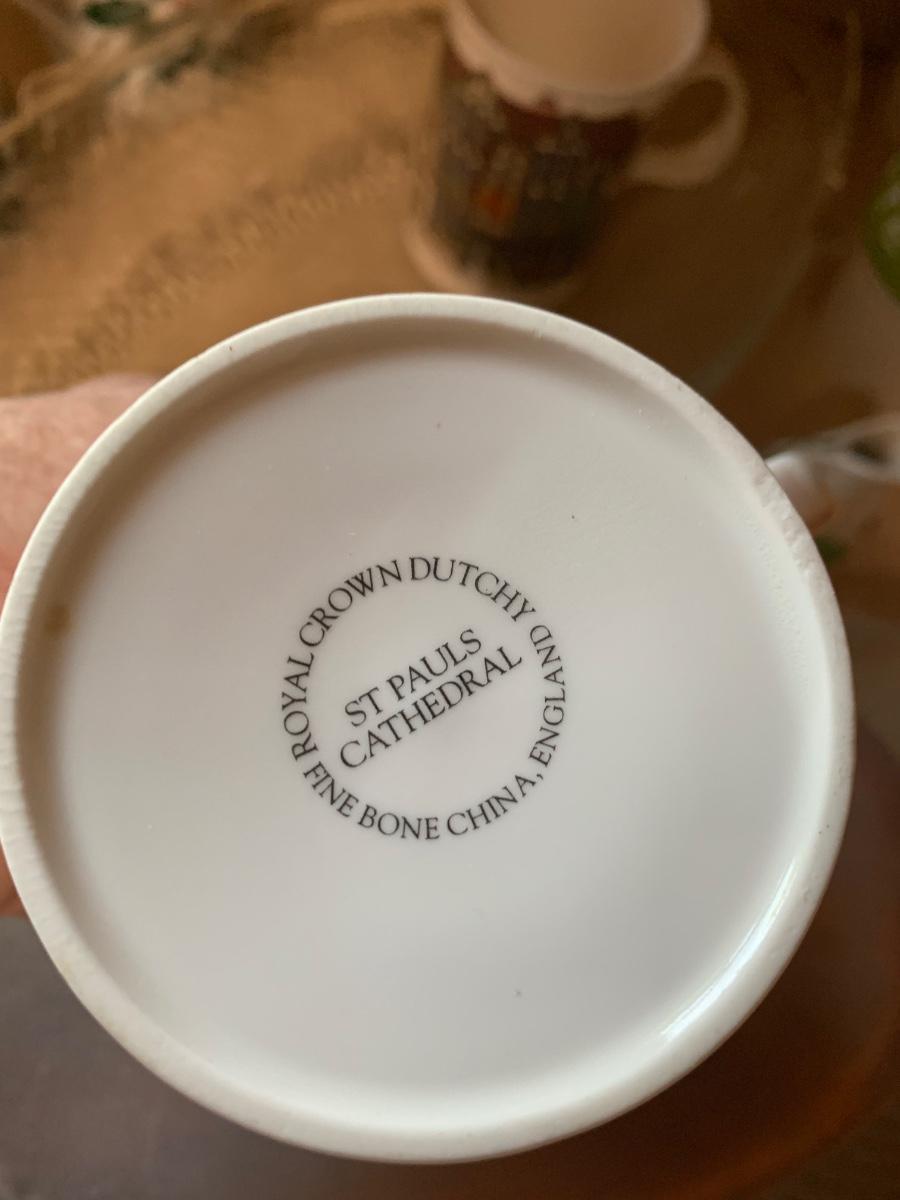 ROYAL CROWN DUTCHY
ST PAULS
CATHEDRAL
FINE BONE CHINA, ENGLAND